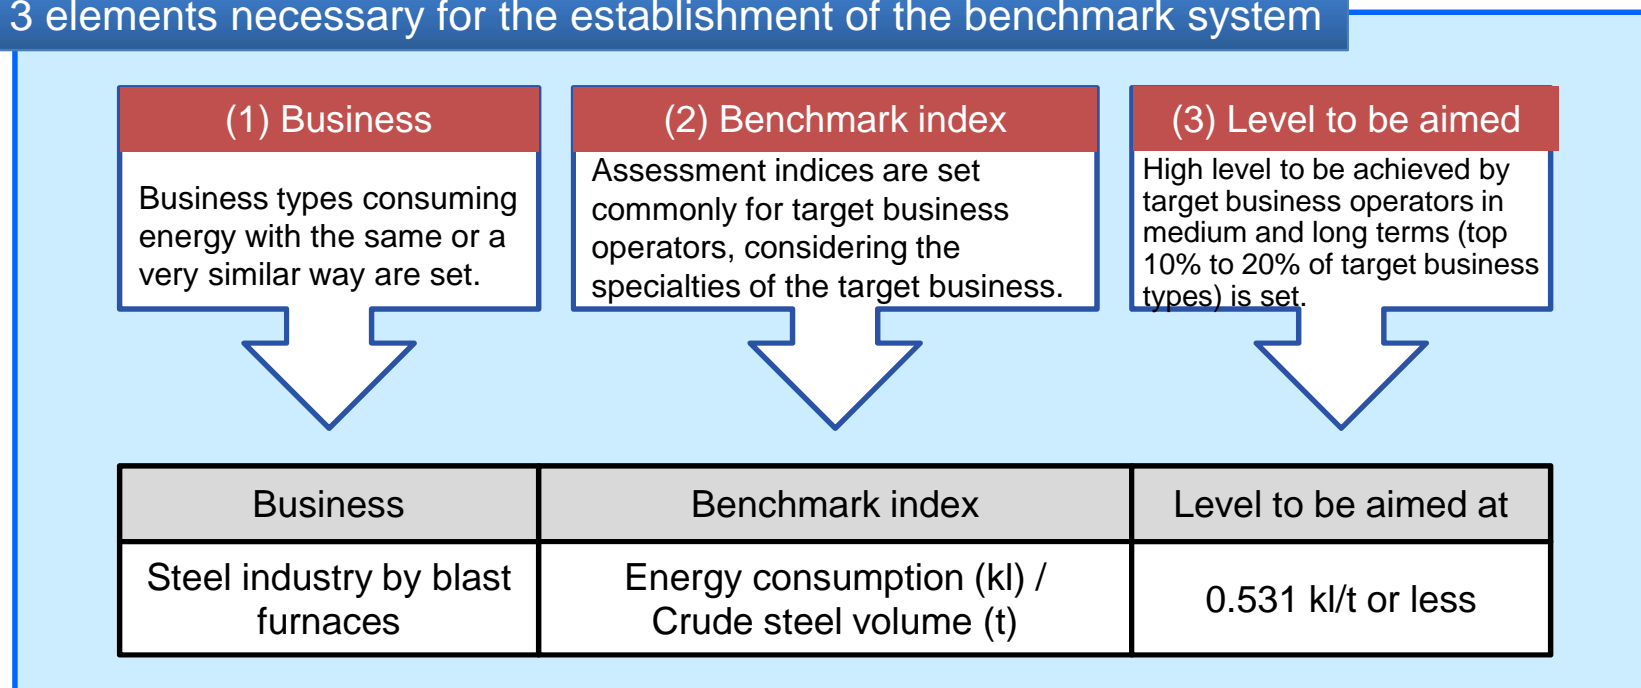 3 elements necessary for the establishment of the benchmark system
(1) Business
Business types consuming
energy with the same or a
very similar way are set.
(2) Benchmark index
Assessment indices are set
commonly for target business
operators, considering the
specialties of the target business.
(3) Level to be aimed
High level to be achieved by
target business operators in
medium and long terms (top
10% to 20% of target business
types) is set.
Business
Benchmark index
Level to be aimed at
Steel industry by blast
furnaces
Energy consumption (kl) /
Crude steel volume (t)
0.531 kl/t or less